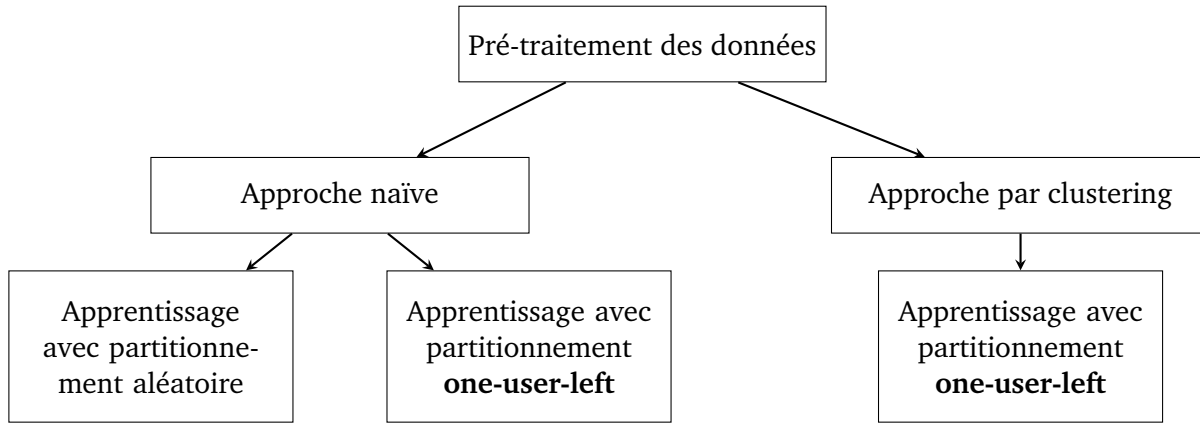 Pré-traitement des données
Approche naïve
Approche par clustering
Apprentissage
avec partitionne-
ment aléatoire
Apprentissage avec
partitionnement
one-user-left
Apprentissage avec
partitionnement
one-user-left